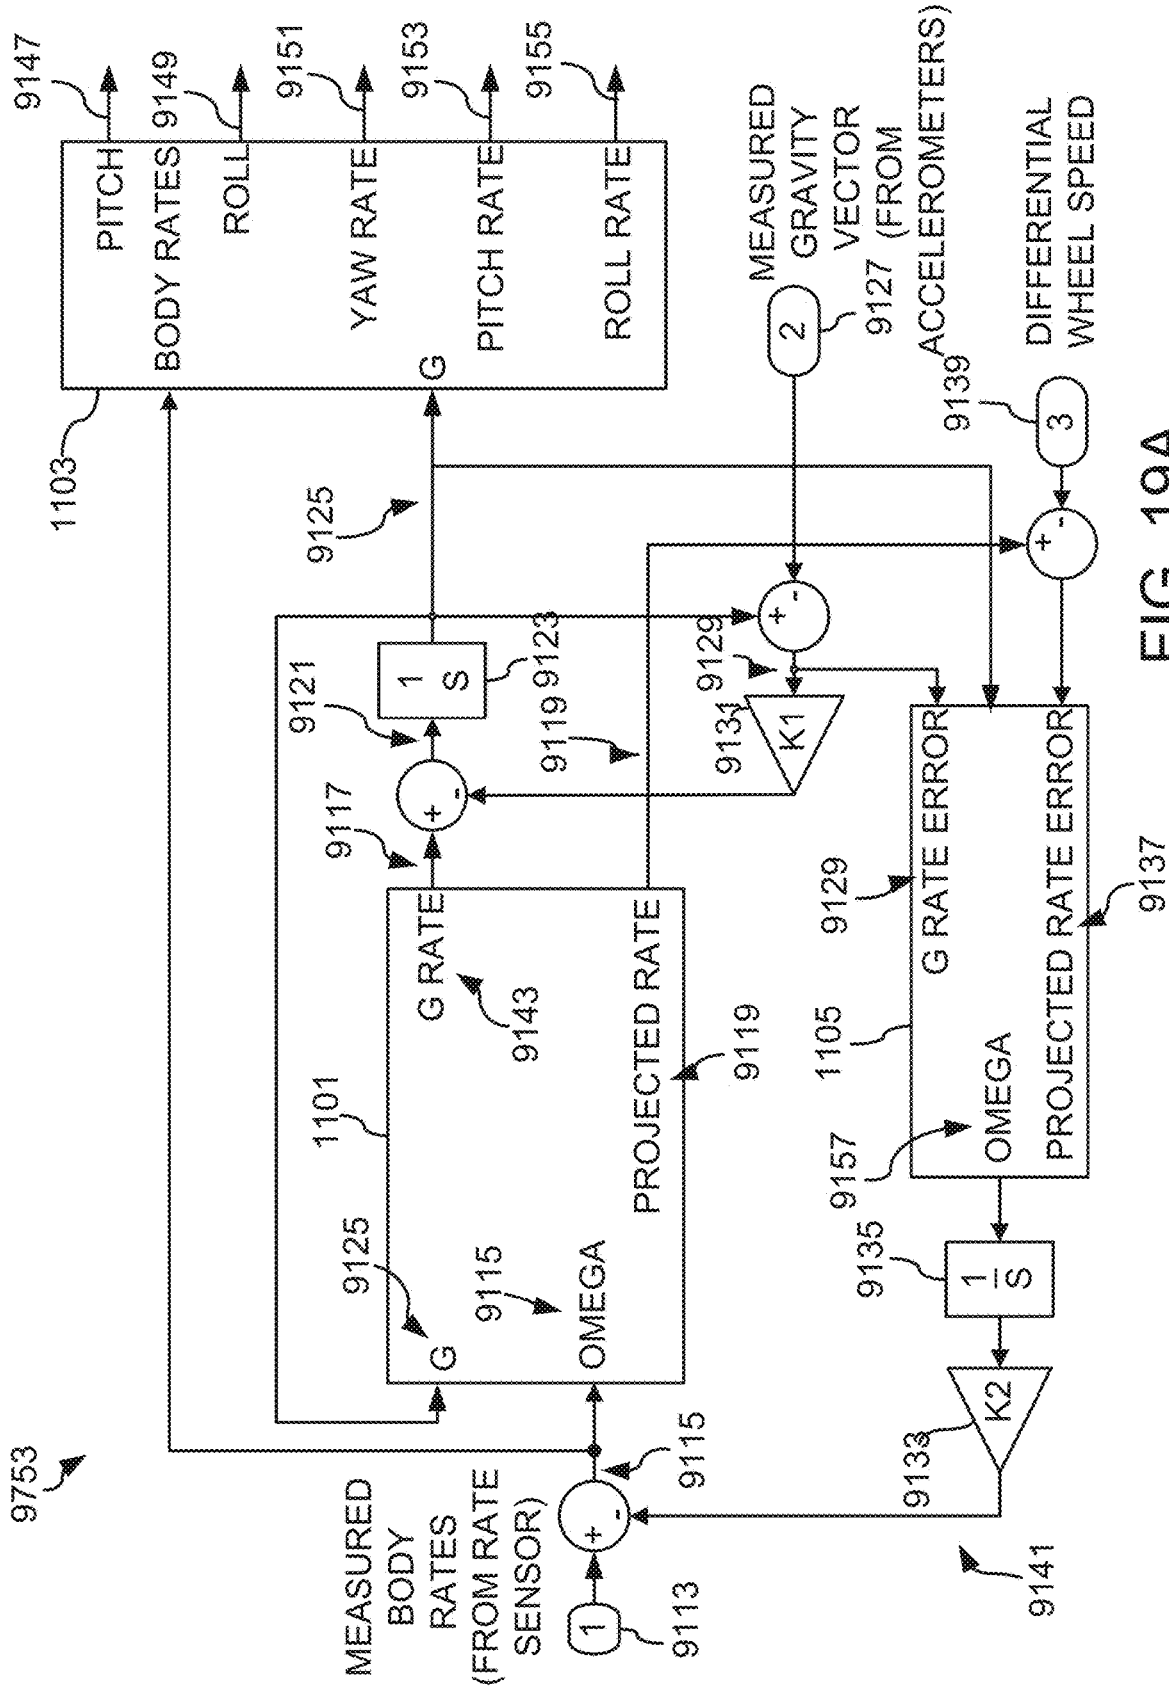 9753
1103
PITCH
9147
BODY RATES
ROLL
9149
YAW RATE
9151
G
PITCH RATE
9153
ROLL RATE
9155
1101
9125
G
9115
OMEGA
9143
G RATE
PROJECTED RATE
9119
9117
+
-
9121
1
S
9123
9125
9119
MEASURED
BODY
RATES
(FROM RATE
SENSOR)
1
9113
+
-
9115
MEASURED
GRAVITY
VECTOR
(FROM
ACCELEROMETERS)
2
9127
+
-
9129
K1
9131
DIFFERENTIAL
WHEEL SPEED
3
9139
+
-
1105
9129
G RATE ERROR
9157
OMEGA
PROJECTED RATE ERROR
9137
9135
1
S
K2
9133
9141
FIG. 19A